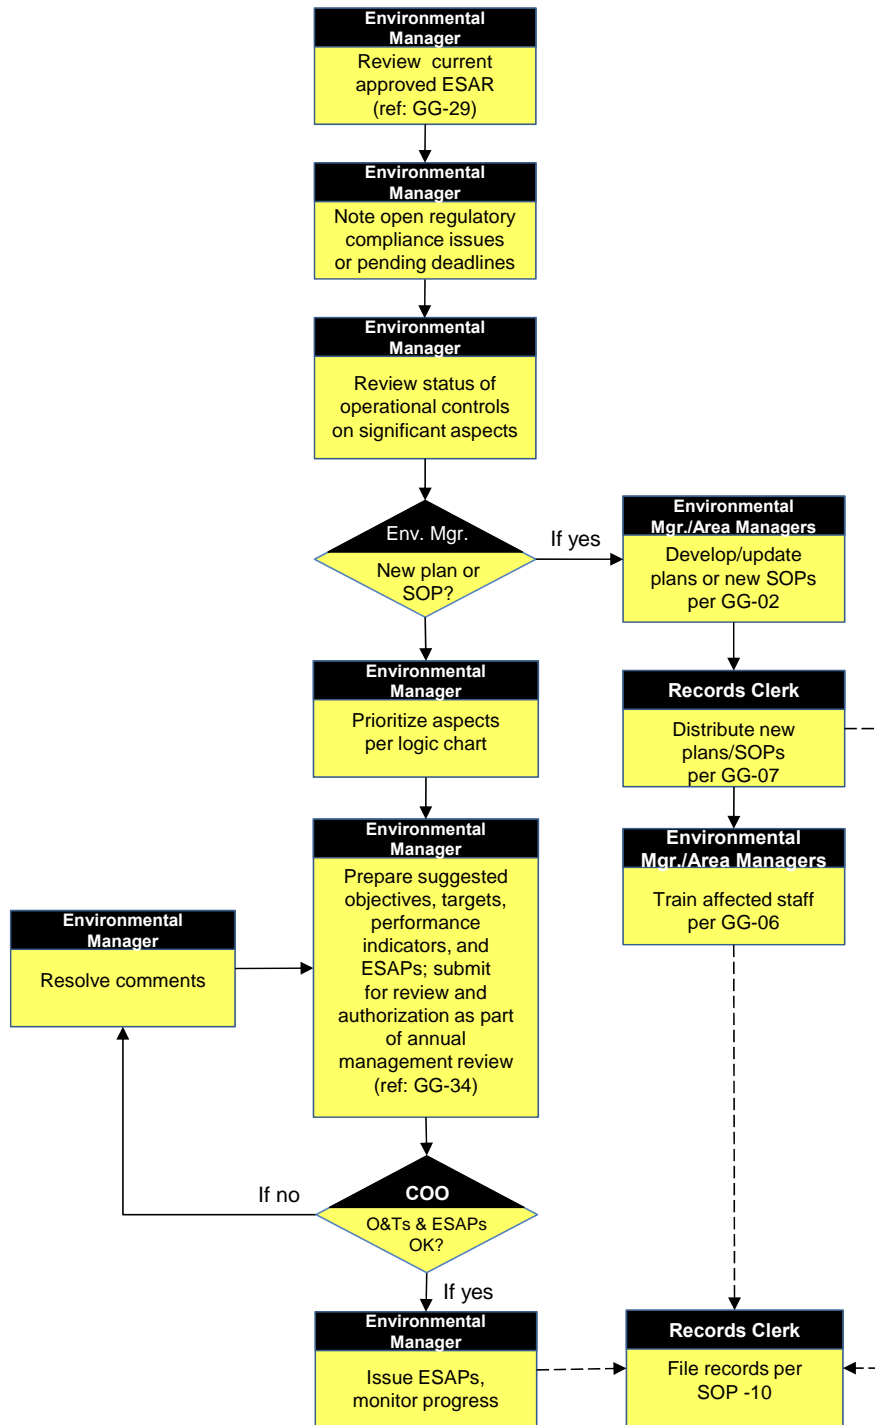 Environmental
Manager
Review current
approved ESAR
(ref: GG-29)
Environmental
Manager
Note open regulatory
compliance issues
or pending deadlines
Environmental
Manager
Review status of
operational controls
on significant aspects
Env. Mgr.
New plan or
SOP?
If yes
Environmental
Mgr./Area Managers
Develop/update
plans or new SOPs
per GG-02
Environmental
Manager
Prioritize aspects
per logic chart
Records Clerk
Distribute new
plans/SOPs
per GG-07
Environmental
Manager
Prepare suggested
objectives, targets,
performance
indicators, and
ESAPs; submit
for review and
authorization as part
of annual
management review
(ref: GG-34)
Environmental
Mgr./Area Managers
Train affected staff
per GG-06
Environmental
Manager
Resolve comments
If no
COO
O&Ts & ESAPs
OK?
If yes
Environmental
Manager
Issue ESAPs,
monitor progress
Records Clerk
File records per
SOP -10